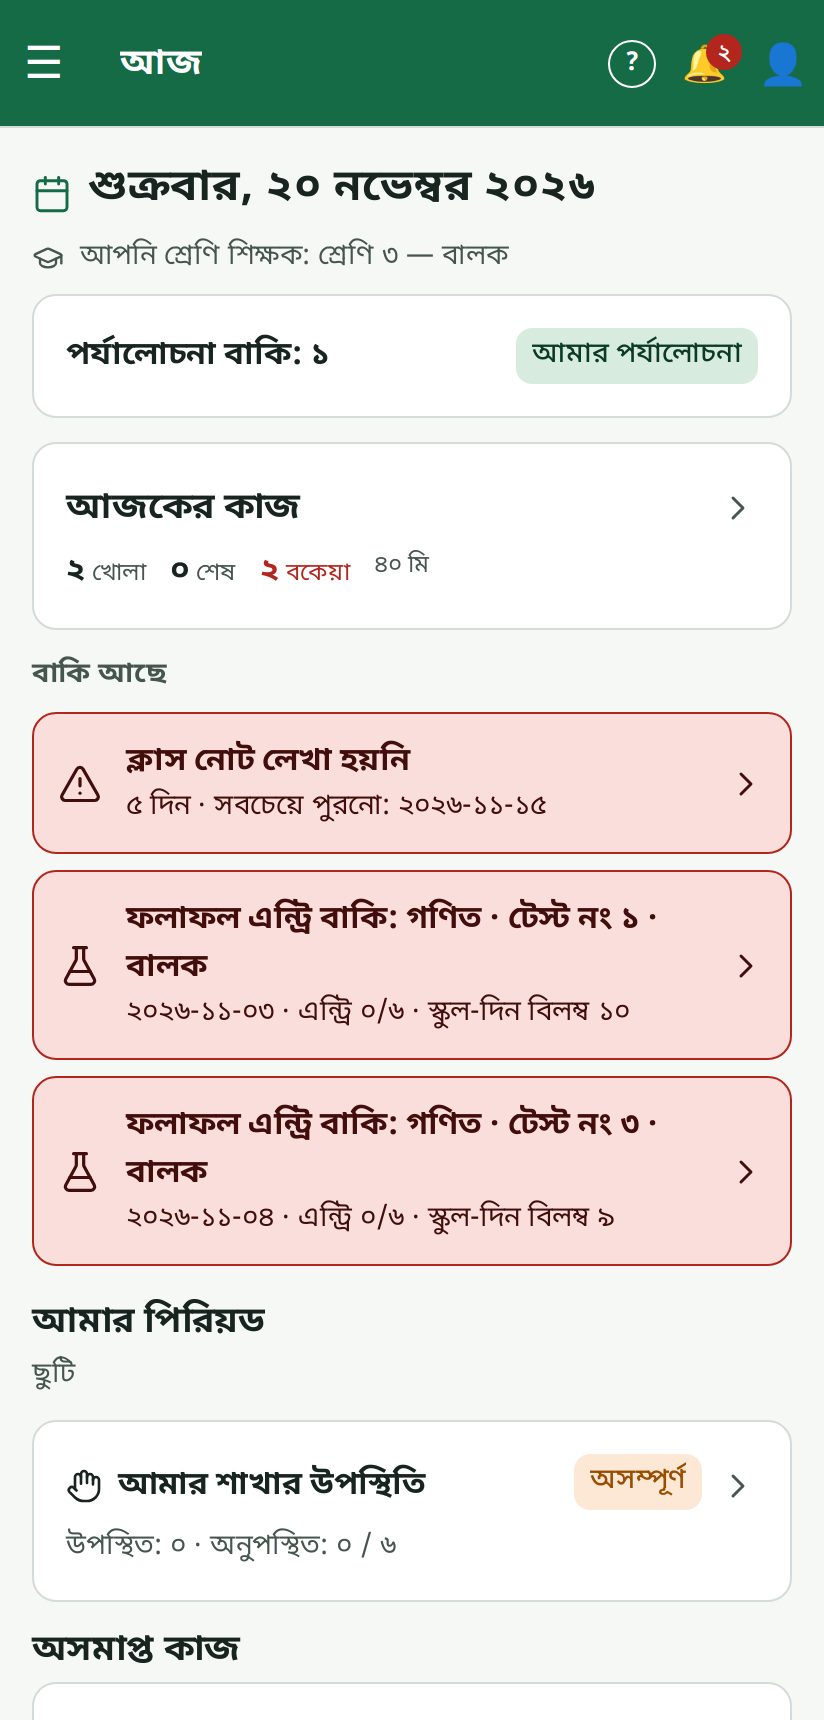 আজ
?
২
শুক্রবার, ২০ নভেম্বর ২০২৬
আপনি শ্রেণি শিক্ষক: শ্রেণি ৩ — বালক
পর্যালোচনা বাকি: ১
আমার পর্যালোচনা
আজকের কাজ
২ খোলা ০ শেষ ২ বকেয়া ৪০ মি
বাকি আছে
ক্লাস নোট লেখা হয়নি
৫ দিন · সবচেয়ে পুরনো: ২০২৬-১১-১৫
ফলাফল এন্ট্রি বাকি: গণিত · টেস্ট নং ১ ·
বালক
২০২৬-১১-০৩ · এন্ট্রি ০/৬ · স্কুল-দিন বিলম্ব ১০
ফলাফল এন্ট্রি বাকি: গণিত · টেস্ট নং ৩ ·
বালক
২০২৬-১১-০৪ · এন্ট্রি ০/৬ · স্কুল-দিন বিলম্ব ৯
আমার পিরিয়ড
ছুটি
আমার শাখার উপস্থিতি
অসম্পূর্ণ
উপস্থিত: ০ · অনুপস্থিত: ০ / ৬
অসমাপ্ত কাজ